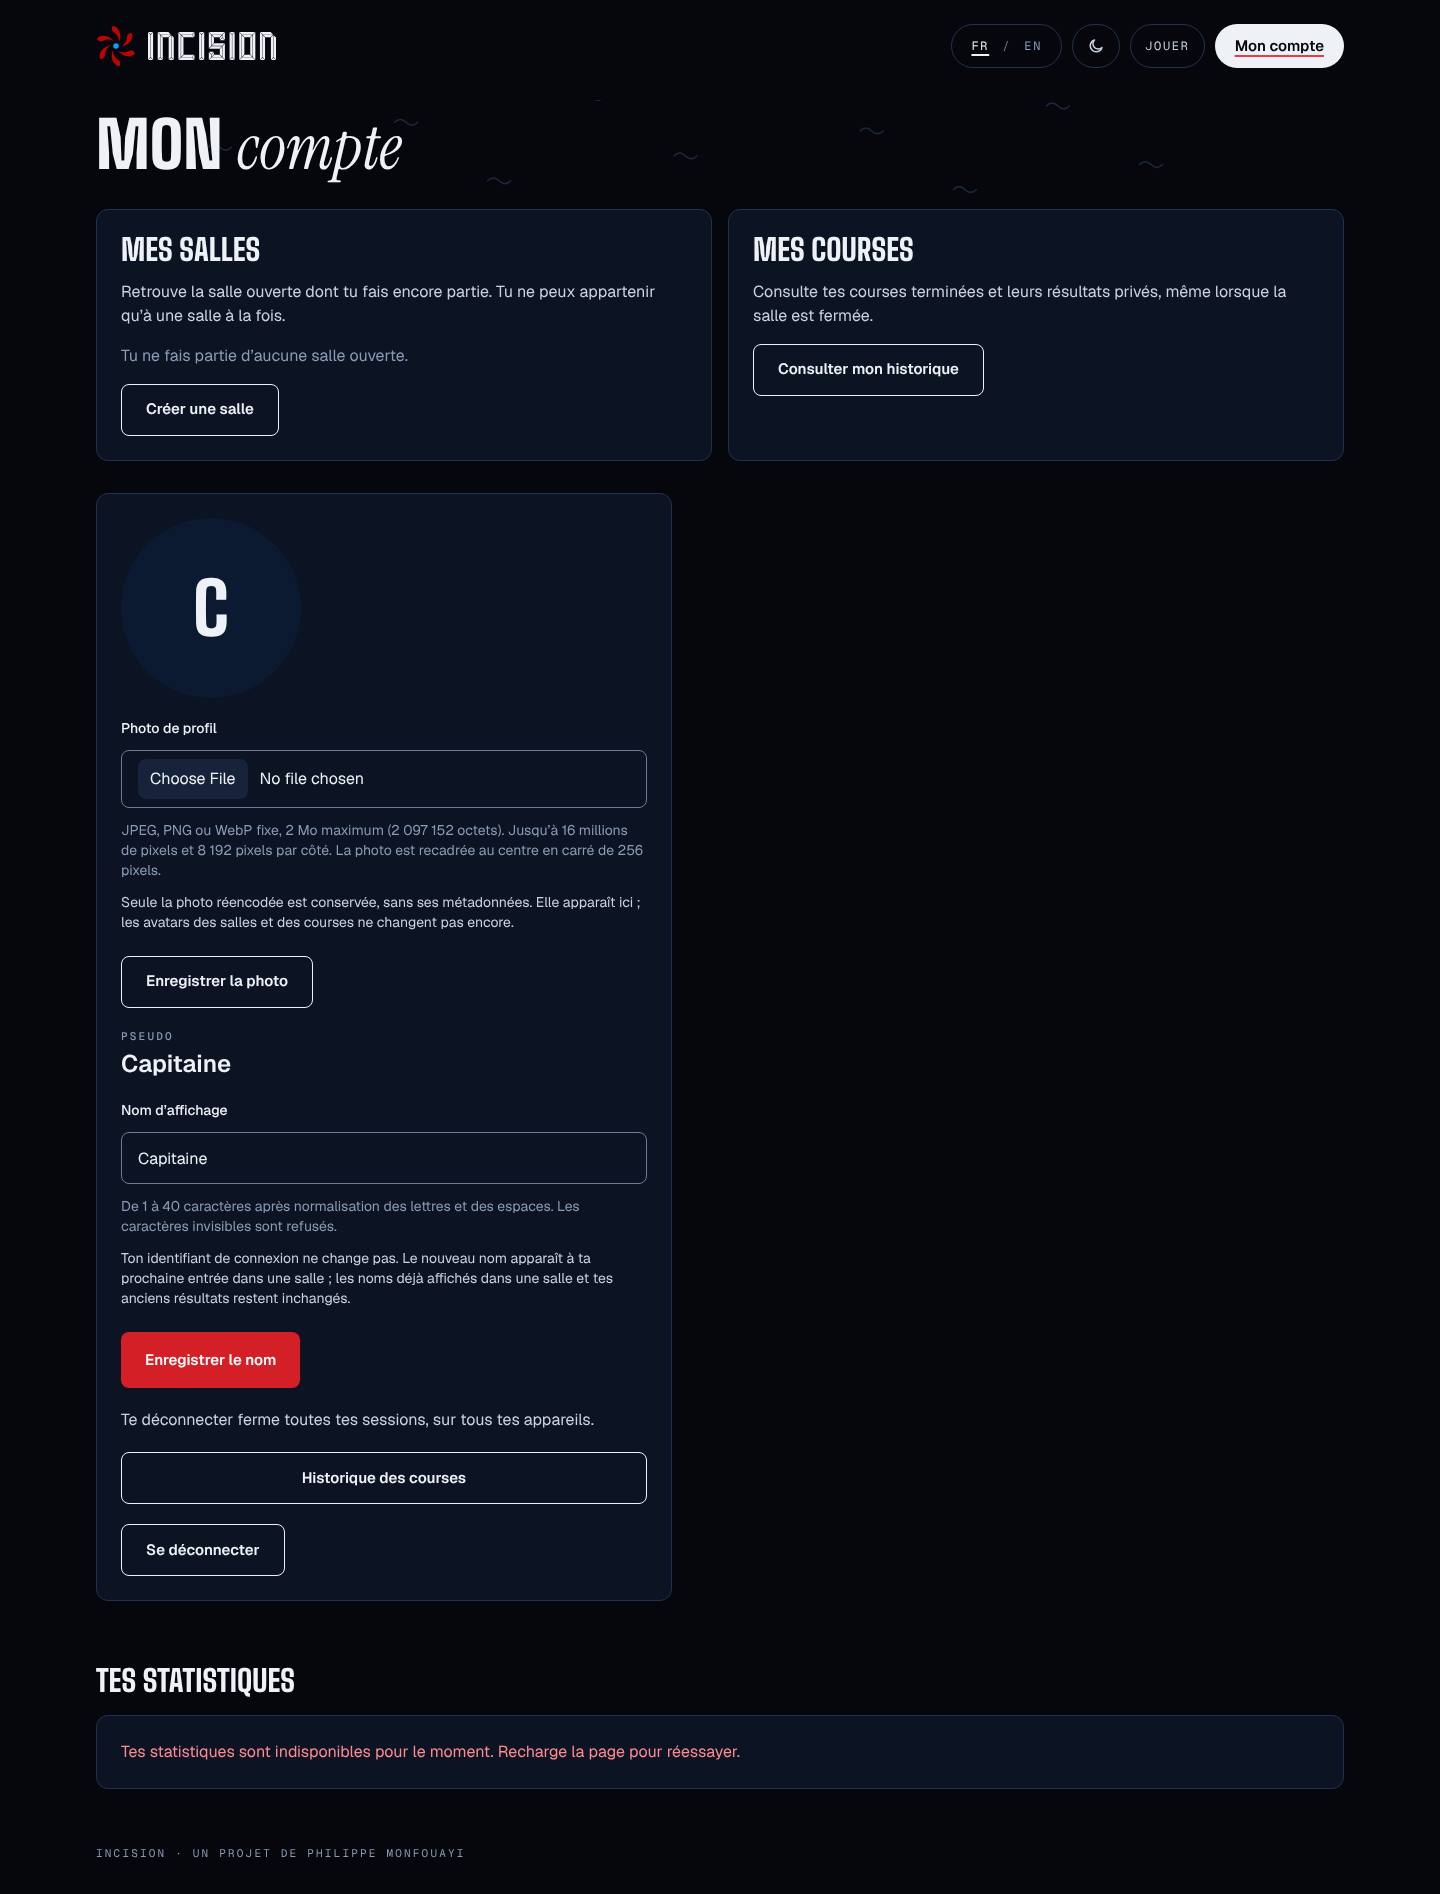 INCISION
FR / EN
JOUER
Mon compte
MON compte
MES SALLES
Retrouve la salle ouverte dont tu fais encore partie. Tu ne peux appartenir
qu’à une salle à la fois.
Tu ne fais partie d’aucune salle ouverte.
Créer une salle
MES COURSES
Consulte tes courses terminées et leurs résultats privés, même lorsque la
salle est fermée.
Consulter mon historique
C
Photo de profil
Choose File No file chosen
JPEG, PNG ou WebP fixe, 2 Mo maximum (2 097 152 octets). Jusqu’à 16 millions
de pixels et 8 192 pixels par côté. La photo est recadrée au centre en carré de 256
pixels.
Seule la photo réencodée est conservée, sans ses métadonnées. Elle apparaît ici ;
les avatars des salles et des courses ne changent pas encore.
Enregistrer la photo
PSEUDO
Capitaine
Nom d’affichage
Capitaine
De 1 à 40 caractères après normalisation des lettres et des espaces. Les
caractères invisibles sont refusés.
Ton identifiant de connexion ne change pas. Le nouveau nom apparaît à ta
prochaine entrée dans une salle ; les noms déjà affichés dans une salle et tes
anciens résultats restent inchangés.
Enregistrer le nom
Te déconnecter ferme toutes tes sessions, sur tous tes appareils.
Historique des courses
Se déconnecter
TES STATISTIQUES
Tes statistiques sont indisponibles pour le moment. Recharge la page pour réessayer.
INCISION · UN PROJET DE PHILIPPE MONFOUAYI